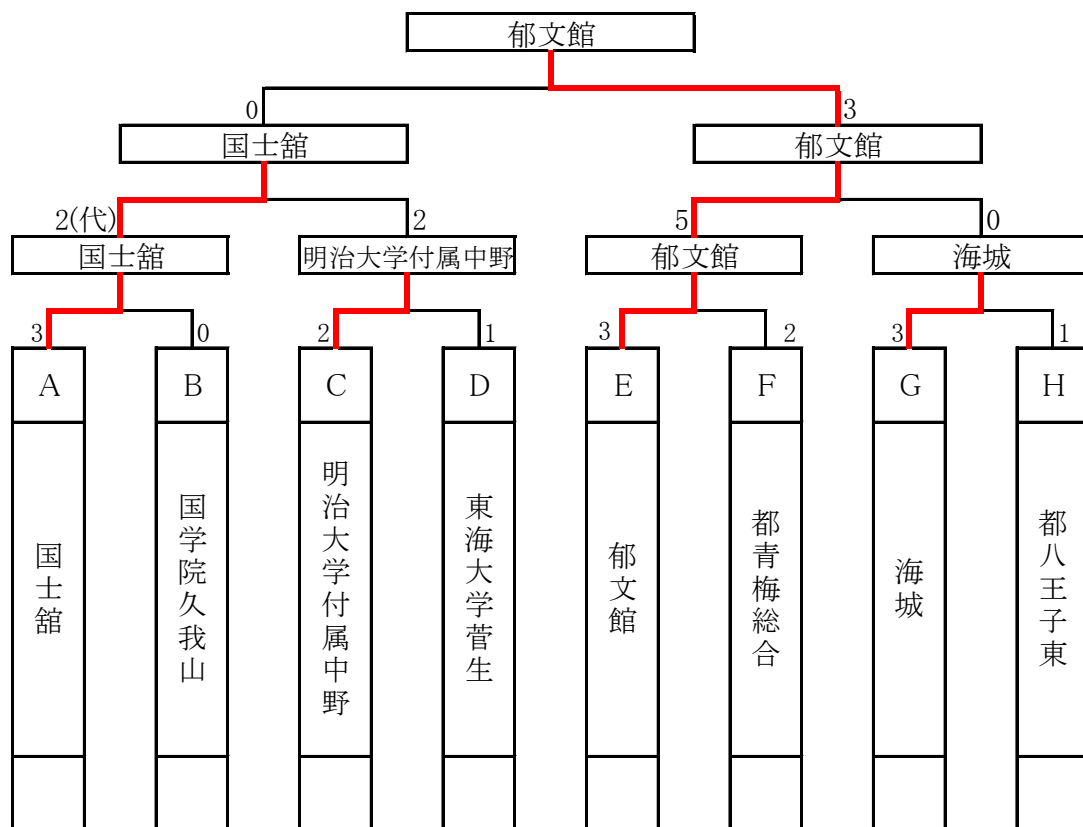 郁文館
0
3
国士舘
郁文館
2(代)
2
5
0
国士舘
明治大学付属中野
郁文館
海城
3
0
2
1
3
2
3
1
A
B
C
D
E
F
G
H
国士舘
国学院久我山
明治大学付属中野
東海大学菅生
郁文館
都青梅総合
海城
都八王子東